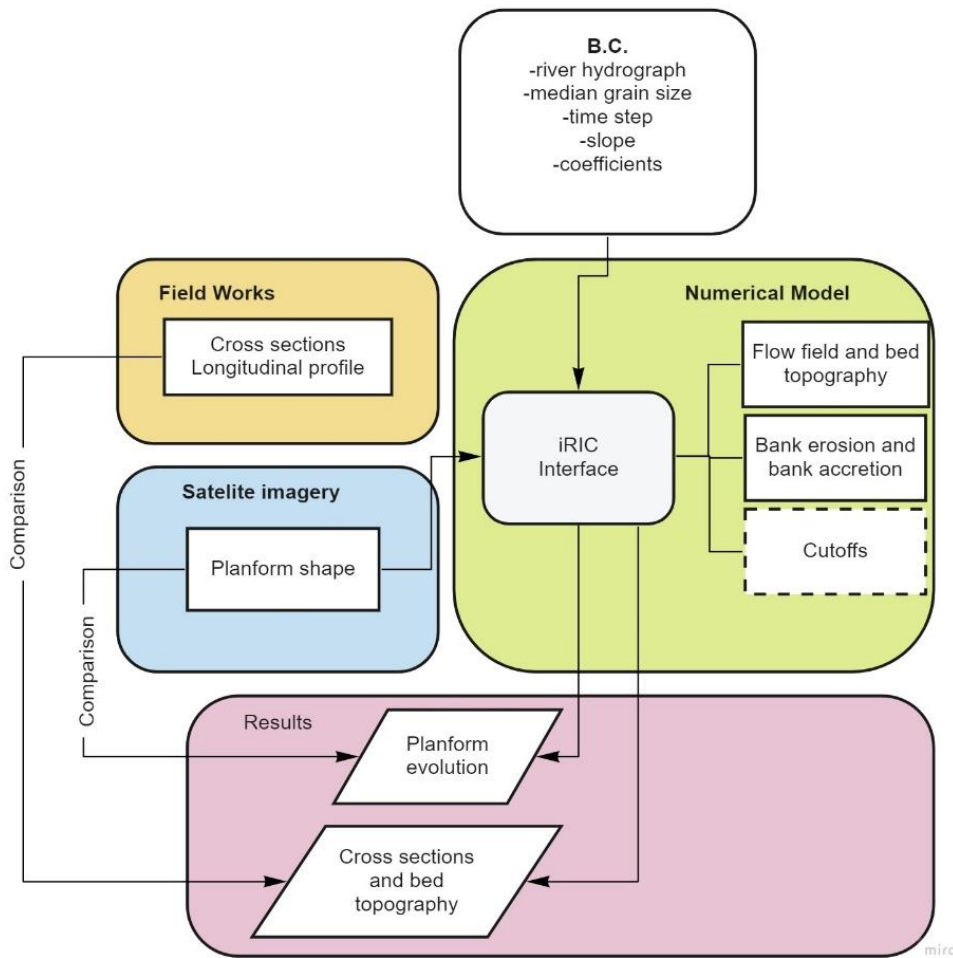 B.C.
-river hydrograph
-median grain size
-time step
-slope
-coefficients
Field Works
Cross sections
Longitudinal profile
Numerical Model
Flow field and bed
topography
iRIC
Interface
Bank erosion and
bank accretion
Cutoffs
Satelite imagery
Planform shape
Comparison
Comparison
Results
Planform
evolution
Cross sections
and bed
topography
miro